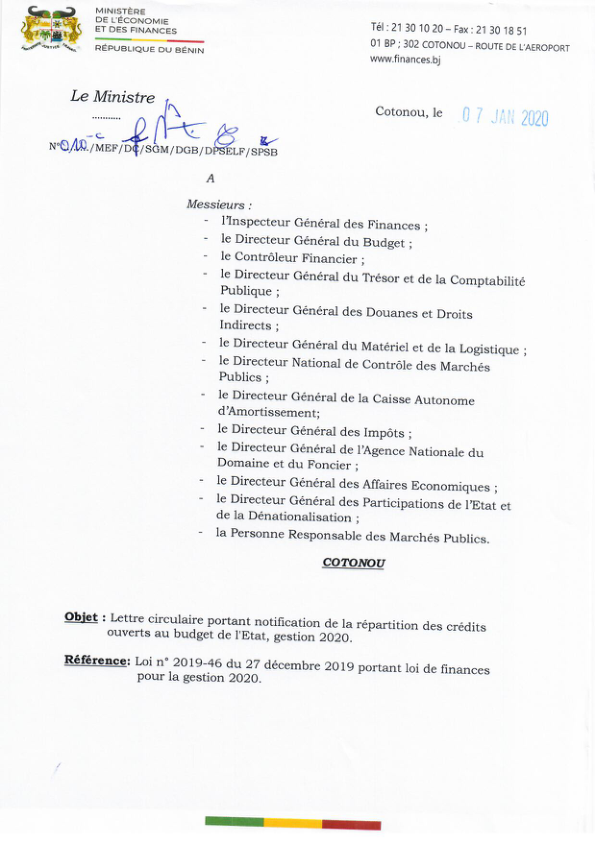 MINISTÈRE
DE L'ÉCONOMIE
ET DES FINANCES
RÉPUBLIQUE DU BÉNIN
Tél : 21 30 10 20 – Fax : 21 30 18 51
01 BP ; 302 COTONOU – ROUTE DE L'AEROPORT
www.finances.bj
Le Ministre
...........
Cotonou, le 07 JAN 2020
N° /MEF/DC/SGM/DGB/DPSELF/SPSB
A
Messieurs :
- l'Inspecteur Général des Finances ;
- le Directeur Général du Budget ;
- le Contrôleur Financier ;
- le Directeur Général du Trésor et de la Comptabilité
Publique ;
- le Directeur Général des Douanes et Droits
Indirects ;
- le Directeur Général du Matériel et de la Logistique ;
- le Directeur National de Contrôle des Marchés
Publics ;
- le Directeur Général de la Caisse Autonome
d'Amortissement;
- le Directeur Général des Impôts ;
- le Directeur Général de l'Agence Nationale du
Domaine et du Foncier ;
- le Directeur Général des Affaires Economiques ;
- le Directeur Général des Participations de l'Etat et
de la Dénationalisation ;
- la Personne Responsable des Marchés Publics.
COTONOU
Objet : Lettre circulaire portant notification de la répartition des crédits
ouverts au budget de l'Etat, gestion 2020.
Référence: Loi n° 2019-46 du 27 décembre 2019 portant loi de finances
pour la gestion 2020.